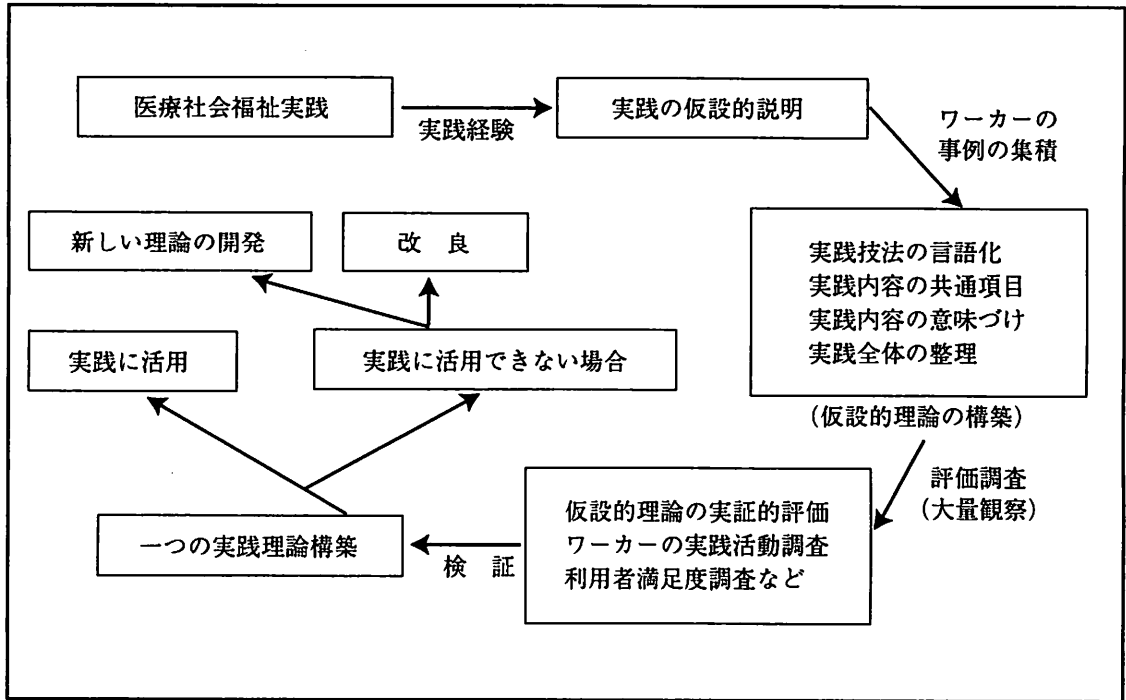 医療社会福祉実践
実践経験
実践の仮設的説明
ワーカーの
事例の集積
実践技法の言語化
実践内容の共通項目
実践内容の意味づけ
実践全体の整理
(仮設的理論の構築)
評価調査
(大量観察)
仮設的理論の実証的評価
ワーカーの実践活動調査
利用者満足度調査など
検 証
一つの実践理論構築
実践に活用
実践に活用できない場合
新しい理論の開発
改 良